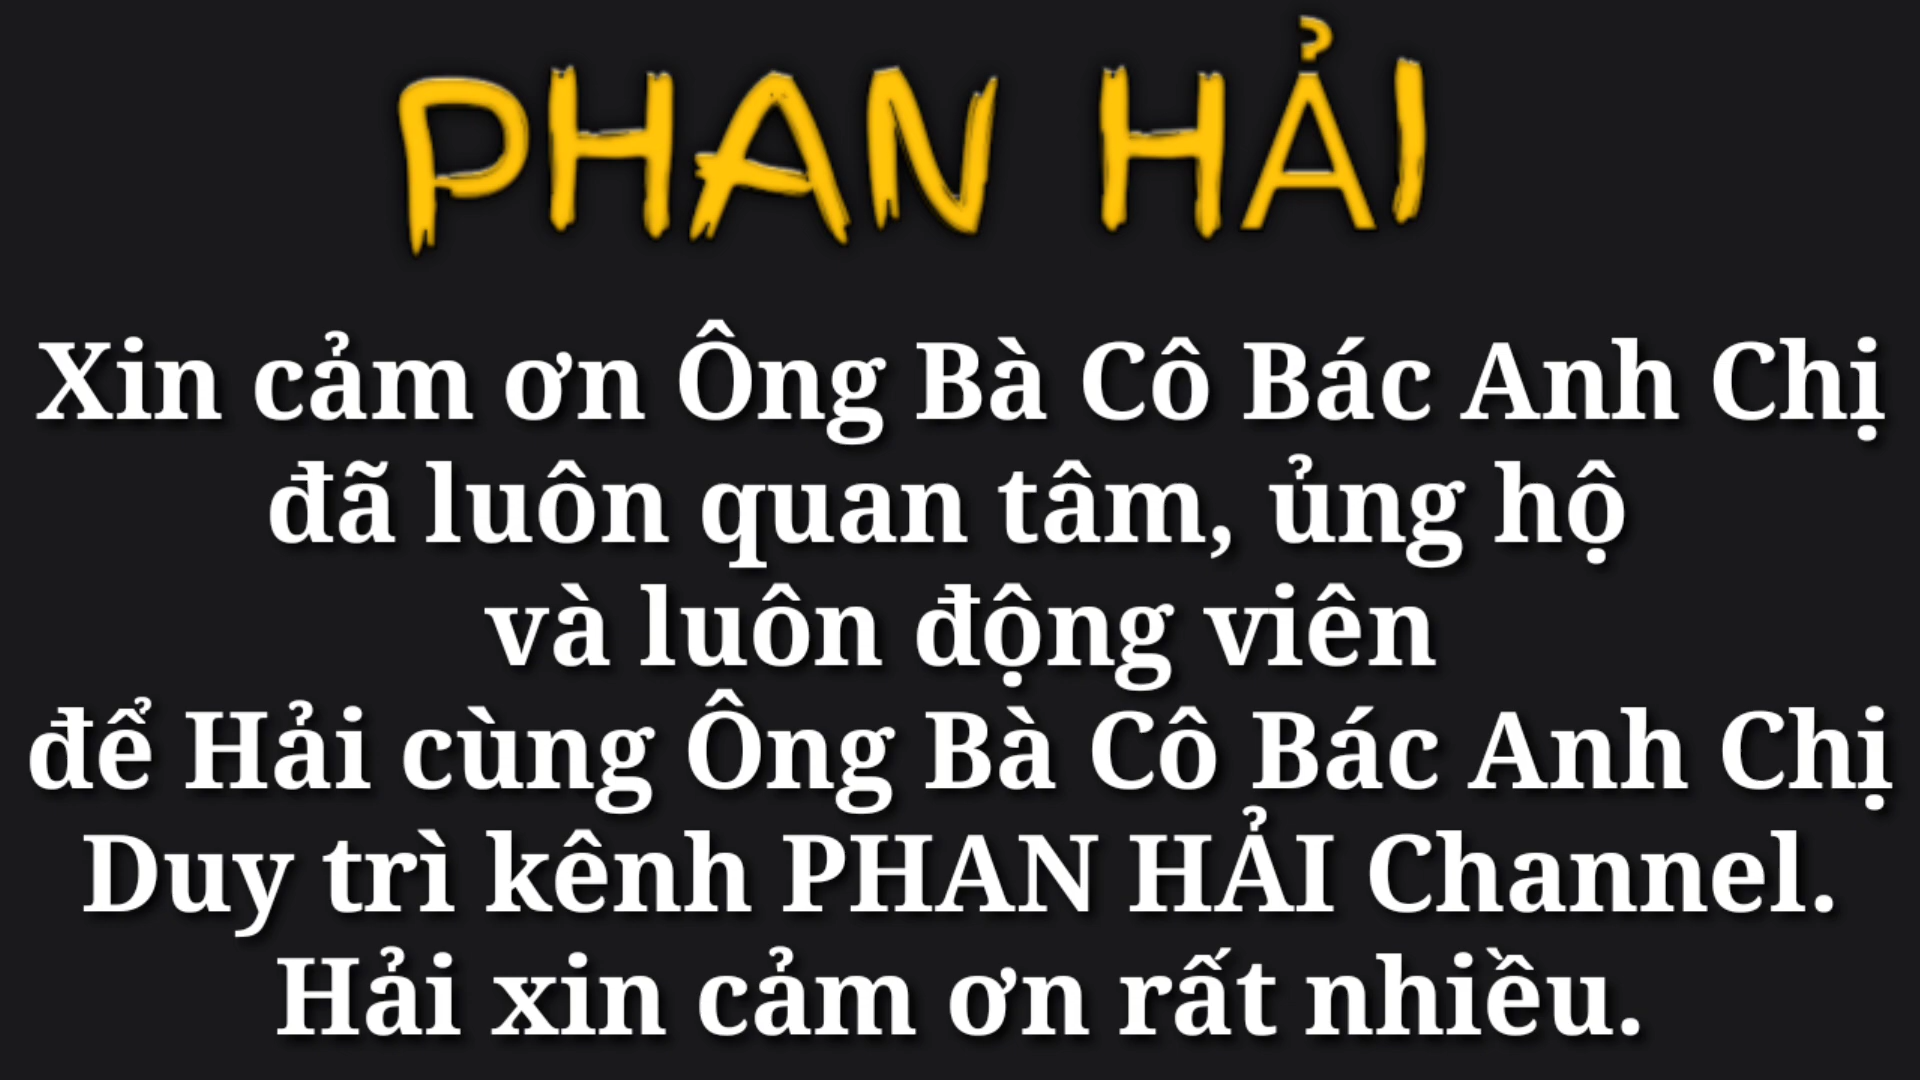 PHAN HẢI
Xin cảm ơn Ông Bà Cô Bác Anh Chị
đã luôn quan tâm, ủng hộ
và luôn động viên
để Hải cùng Ông Bà Cô Bác Anh Chị
Duy trì kênh PHAN HẢI Channel.
Hải xin cảm ơn rất nhiều.